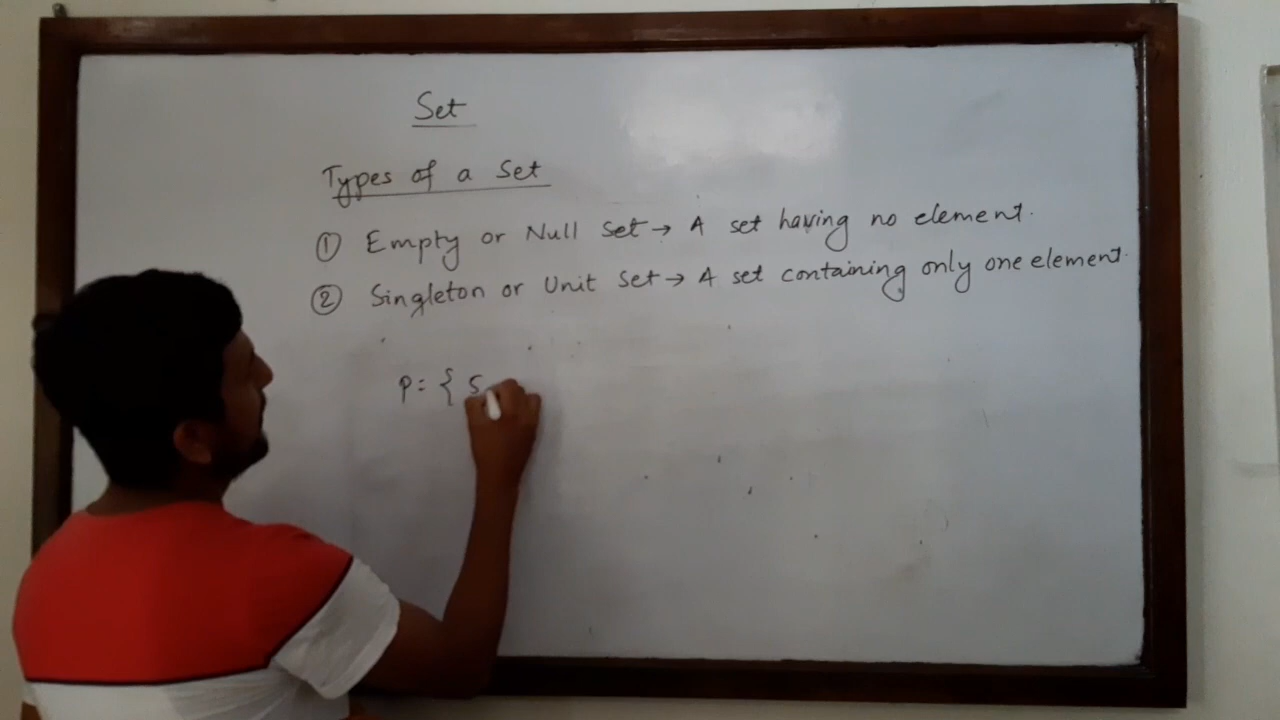 Set
Types of a Set
① Empty or Null Set → A set having no element.
② Singleton or Unit Set → A set containing only one element.
P = { 5